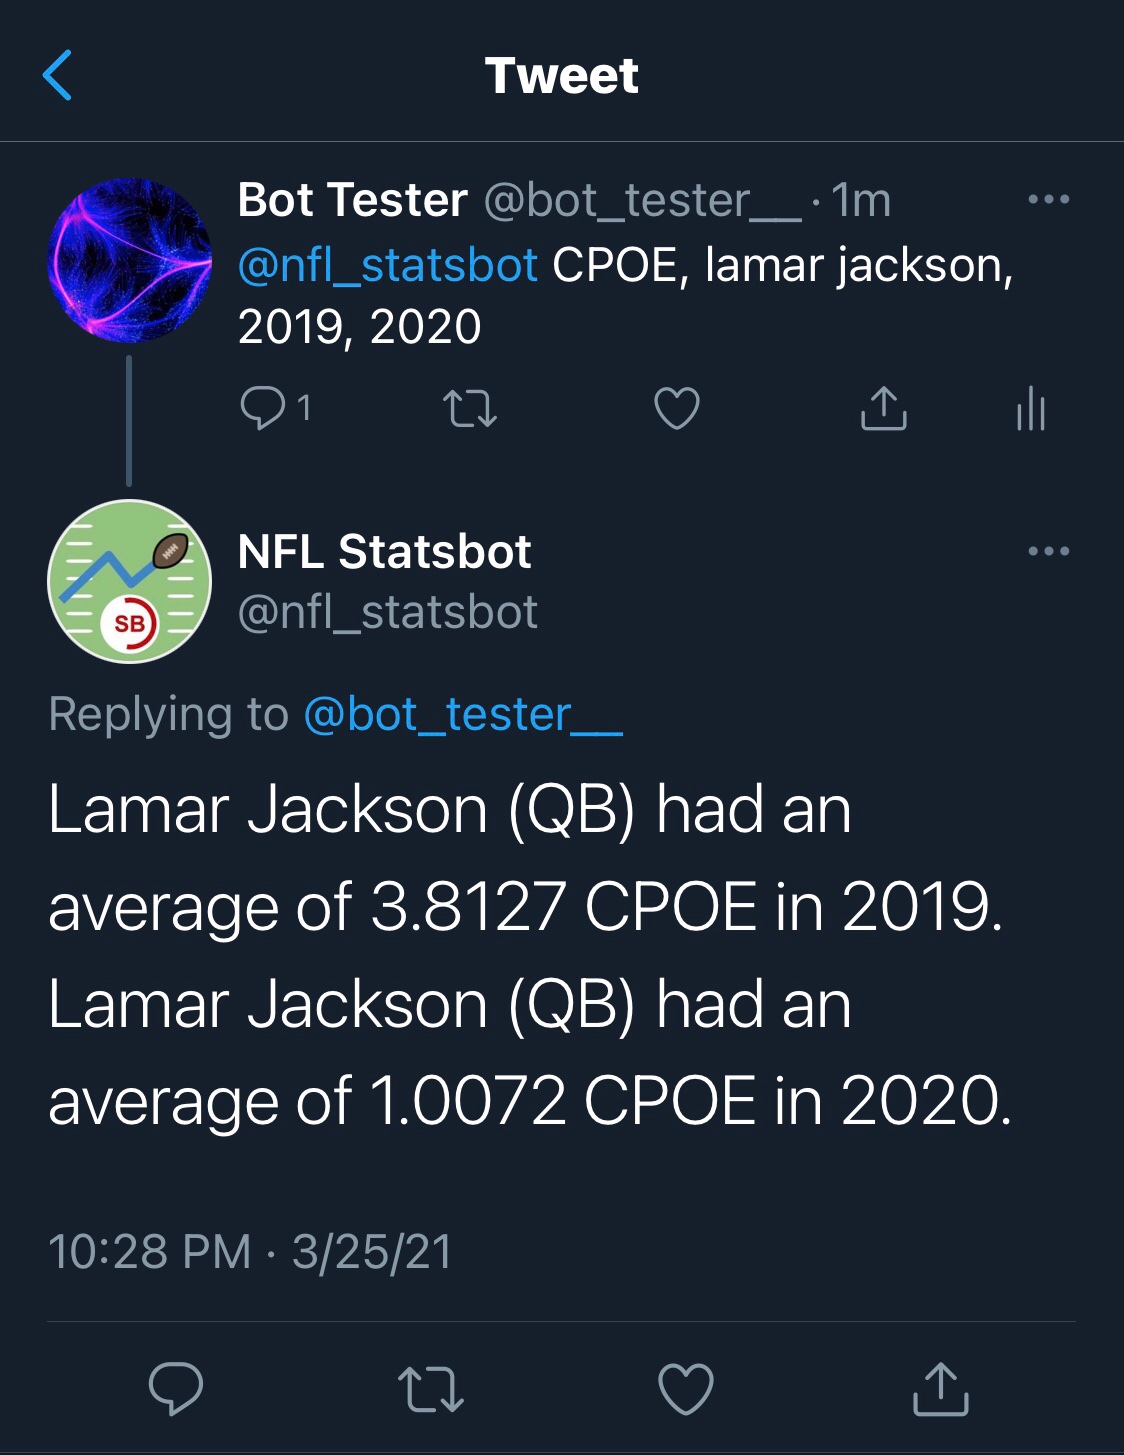 Tweet
Bot Tester @bot_tester__ · 1m
@nfl_statsbot CPOE, lamar jackson,
2019, 2020
1
NFL Statsbot
@nfl_statsbot
SB
Replying to @bot_tester__
Lamar Jackson (QB) had an
average of 3.8127 CPOE in 2019.
Lamar Jackson (QB) had an
average of 1.0072 CPOE in 2020.
10:28 PM · 3/25/21